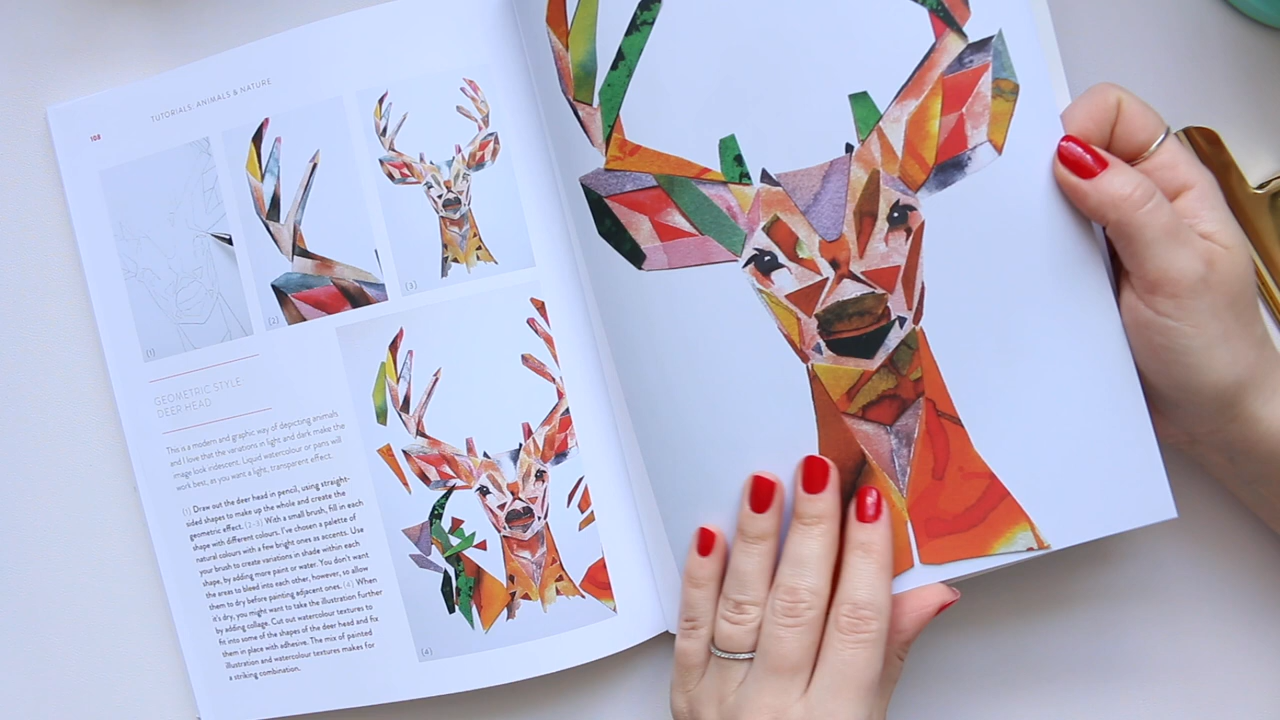 TUTORIALS: ANIMALS & NATURE
108
(1)
(2)
(3)
GEOMETRIC STYLE
DEER HEAD
This is a modern and graphic way of depicting animals
and I love that the variations in light and dark make the
image look iridescent. Liquid watercolour or pans will
work best, as you want a light, transparent effect.
(1) Draw out the deer head in pencil, using straight-
sided shapes to make up the whole and create the
geometric effect. (2–3) With a small brush, fill in each
shape with different colours. I've chosen a palette of
natural colours with a few bright ones as accents. Use
your brush to create variations in shade within each
shape, by adding more paint or water. You don't want
the areas to bleed into each other, however, so allow
them to dry before painting adjacent ones. (4) When
it's dry, you might want to take the illustration further
by adding collage. Cut out watercolour textures to
fit into some of the shapes of the deer head and fix
them in place with adhesive. The mix of painted
illustration and watercolour textures makes for
a striking combination.
(4)